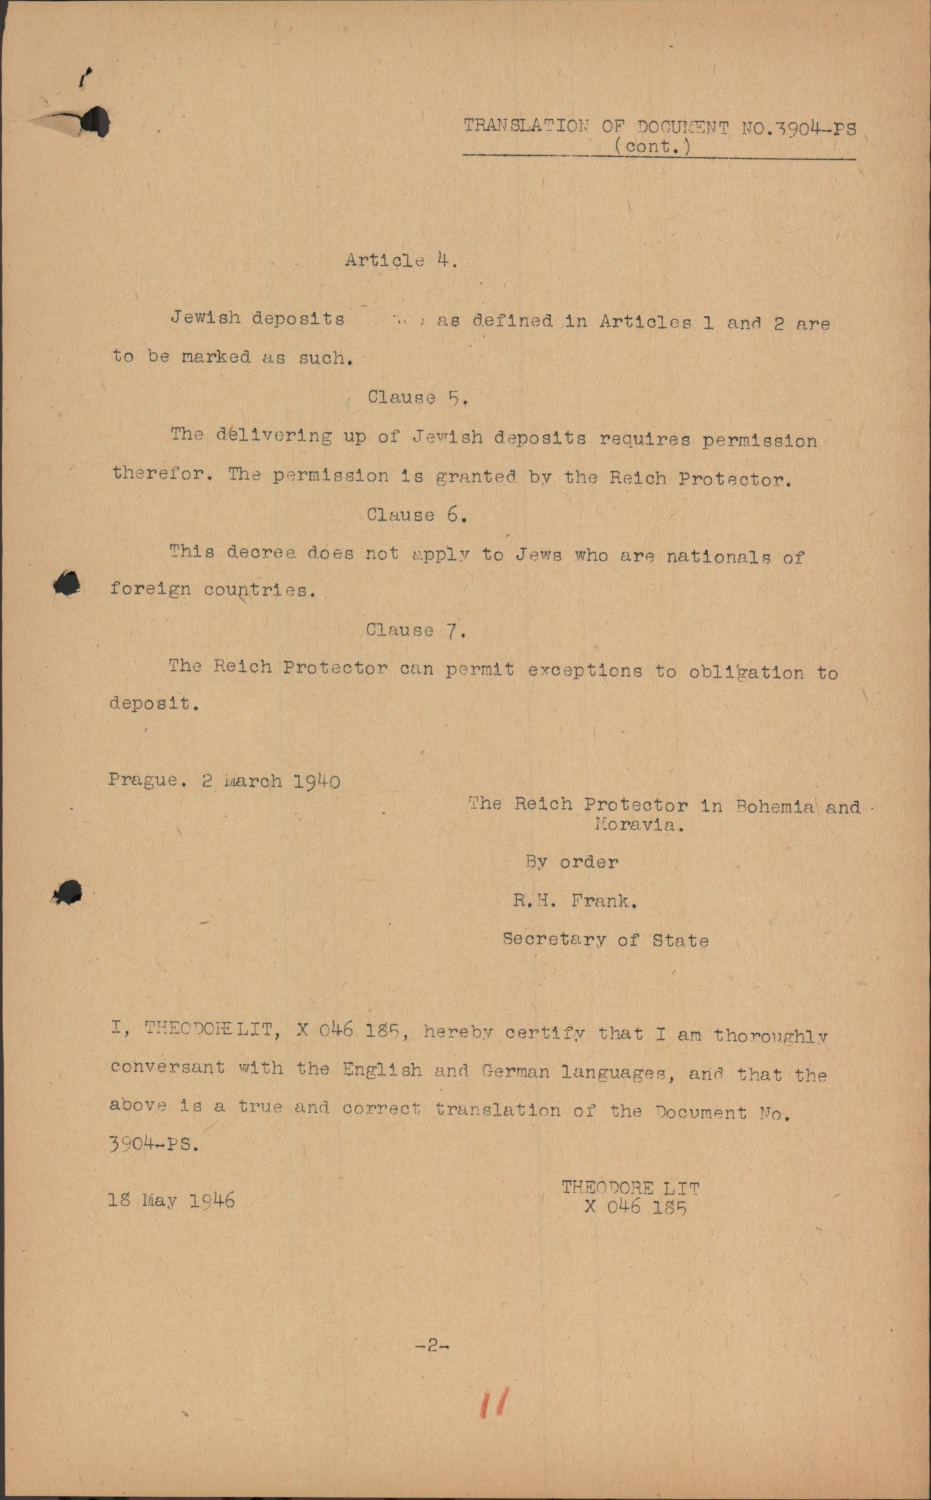 TRANSLATION OF DOCUMENT NO.3904-PS
(cont.)
Article 4.
Jewish deposits as defined in Articles 1 and 2 are
to be marked as such.
Clause 5.
The delivering up of Jewish deposits requires permission
therefor. The permission is granted by the Reich Protector.
Clause 6.
This decree does not apply to Jews who are nationals of
foreign countries.
Clause 7.
The Reich Protector can permit exceptions to obligation to
deposit.
Prague. 2 March 1940
The Reich Protector in Bohemia and
Moravia.
By order
R.H. Frank.
Secretary of State
I, THEODORE LIT, X 046 185, hereby certify that I am thoroughly
conversant with the English and German languages, and that the
above is a true and correct translation of the Document No.
3904-PS.
18 May 1946
THEODORE LIT
X 046 185
-2-
11